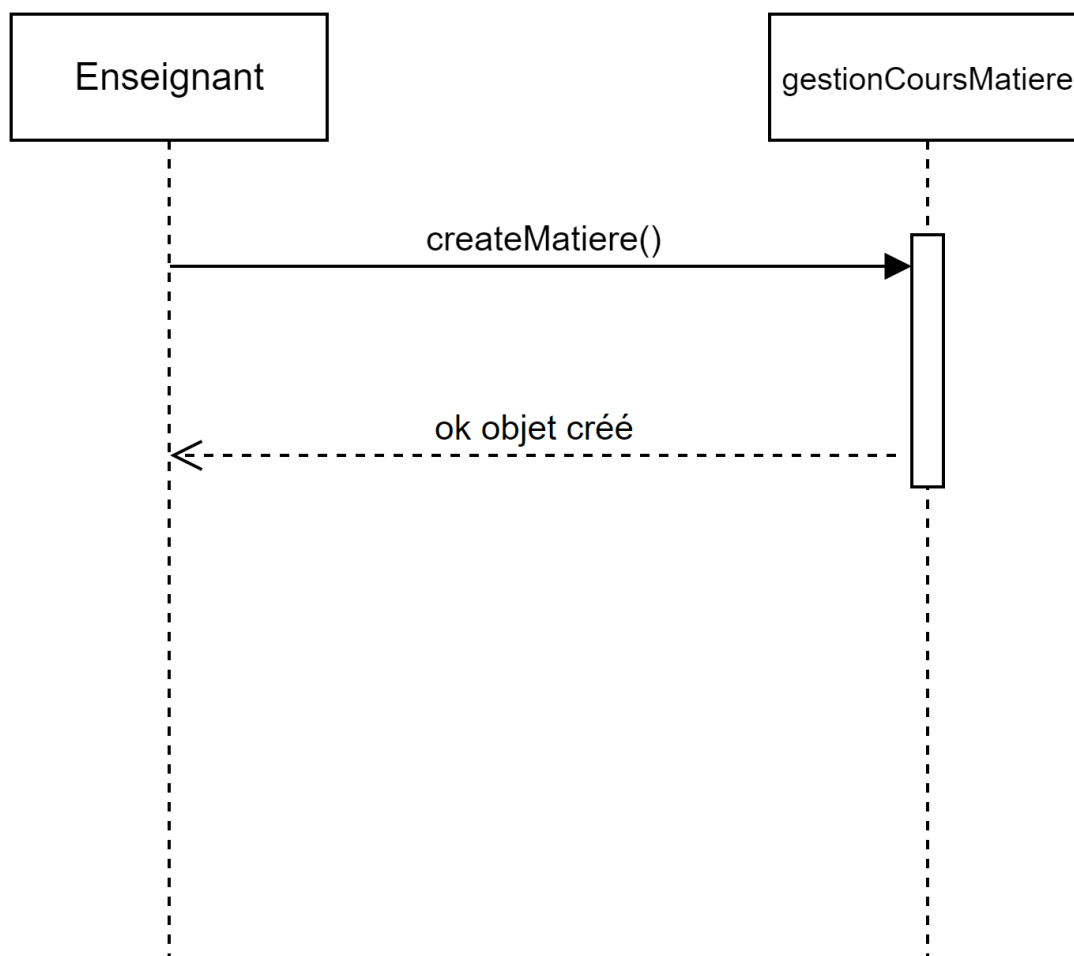 Enseignant
gestionCoursMatiere
createMatiere()
ok objet créé